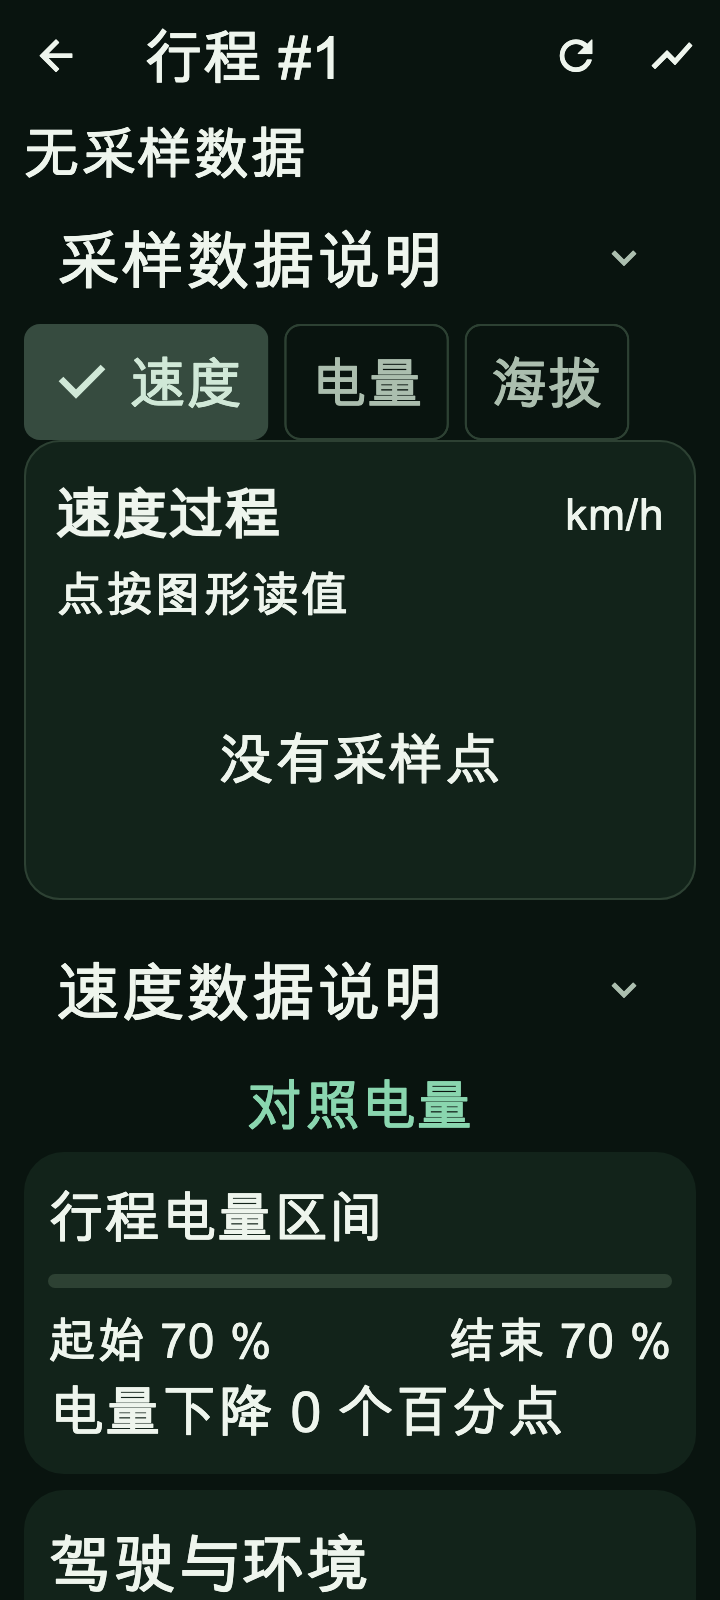 行程 #1
无采样数据
采样数据说明
速度 电量 海拔
速度过程 km/h
点按图形读值
没有采样点
速度数据说明
对照电量
行程电量区间
起始 70 % 结束 70 %
电量下降 0 个百分点
驾驶与环境